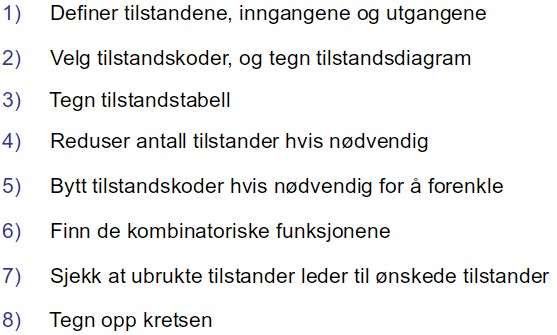 1) Definer tilstandene, inngangene og utgangene
2) Velg tilstandskoder, og tegn tilstandsdiagram
3) Tegn tilstandstabell
4) Reduser antall tilstander hvis nødvendig
5) Bytt tilstandskoder hvis nødvendig for å forenkle
6) Finn de kombinatoriske funksjonene
7) Sjekk at ubrukte tilstander leder til ønskede tilstander
8) Tegn opp kretsen